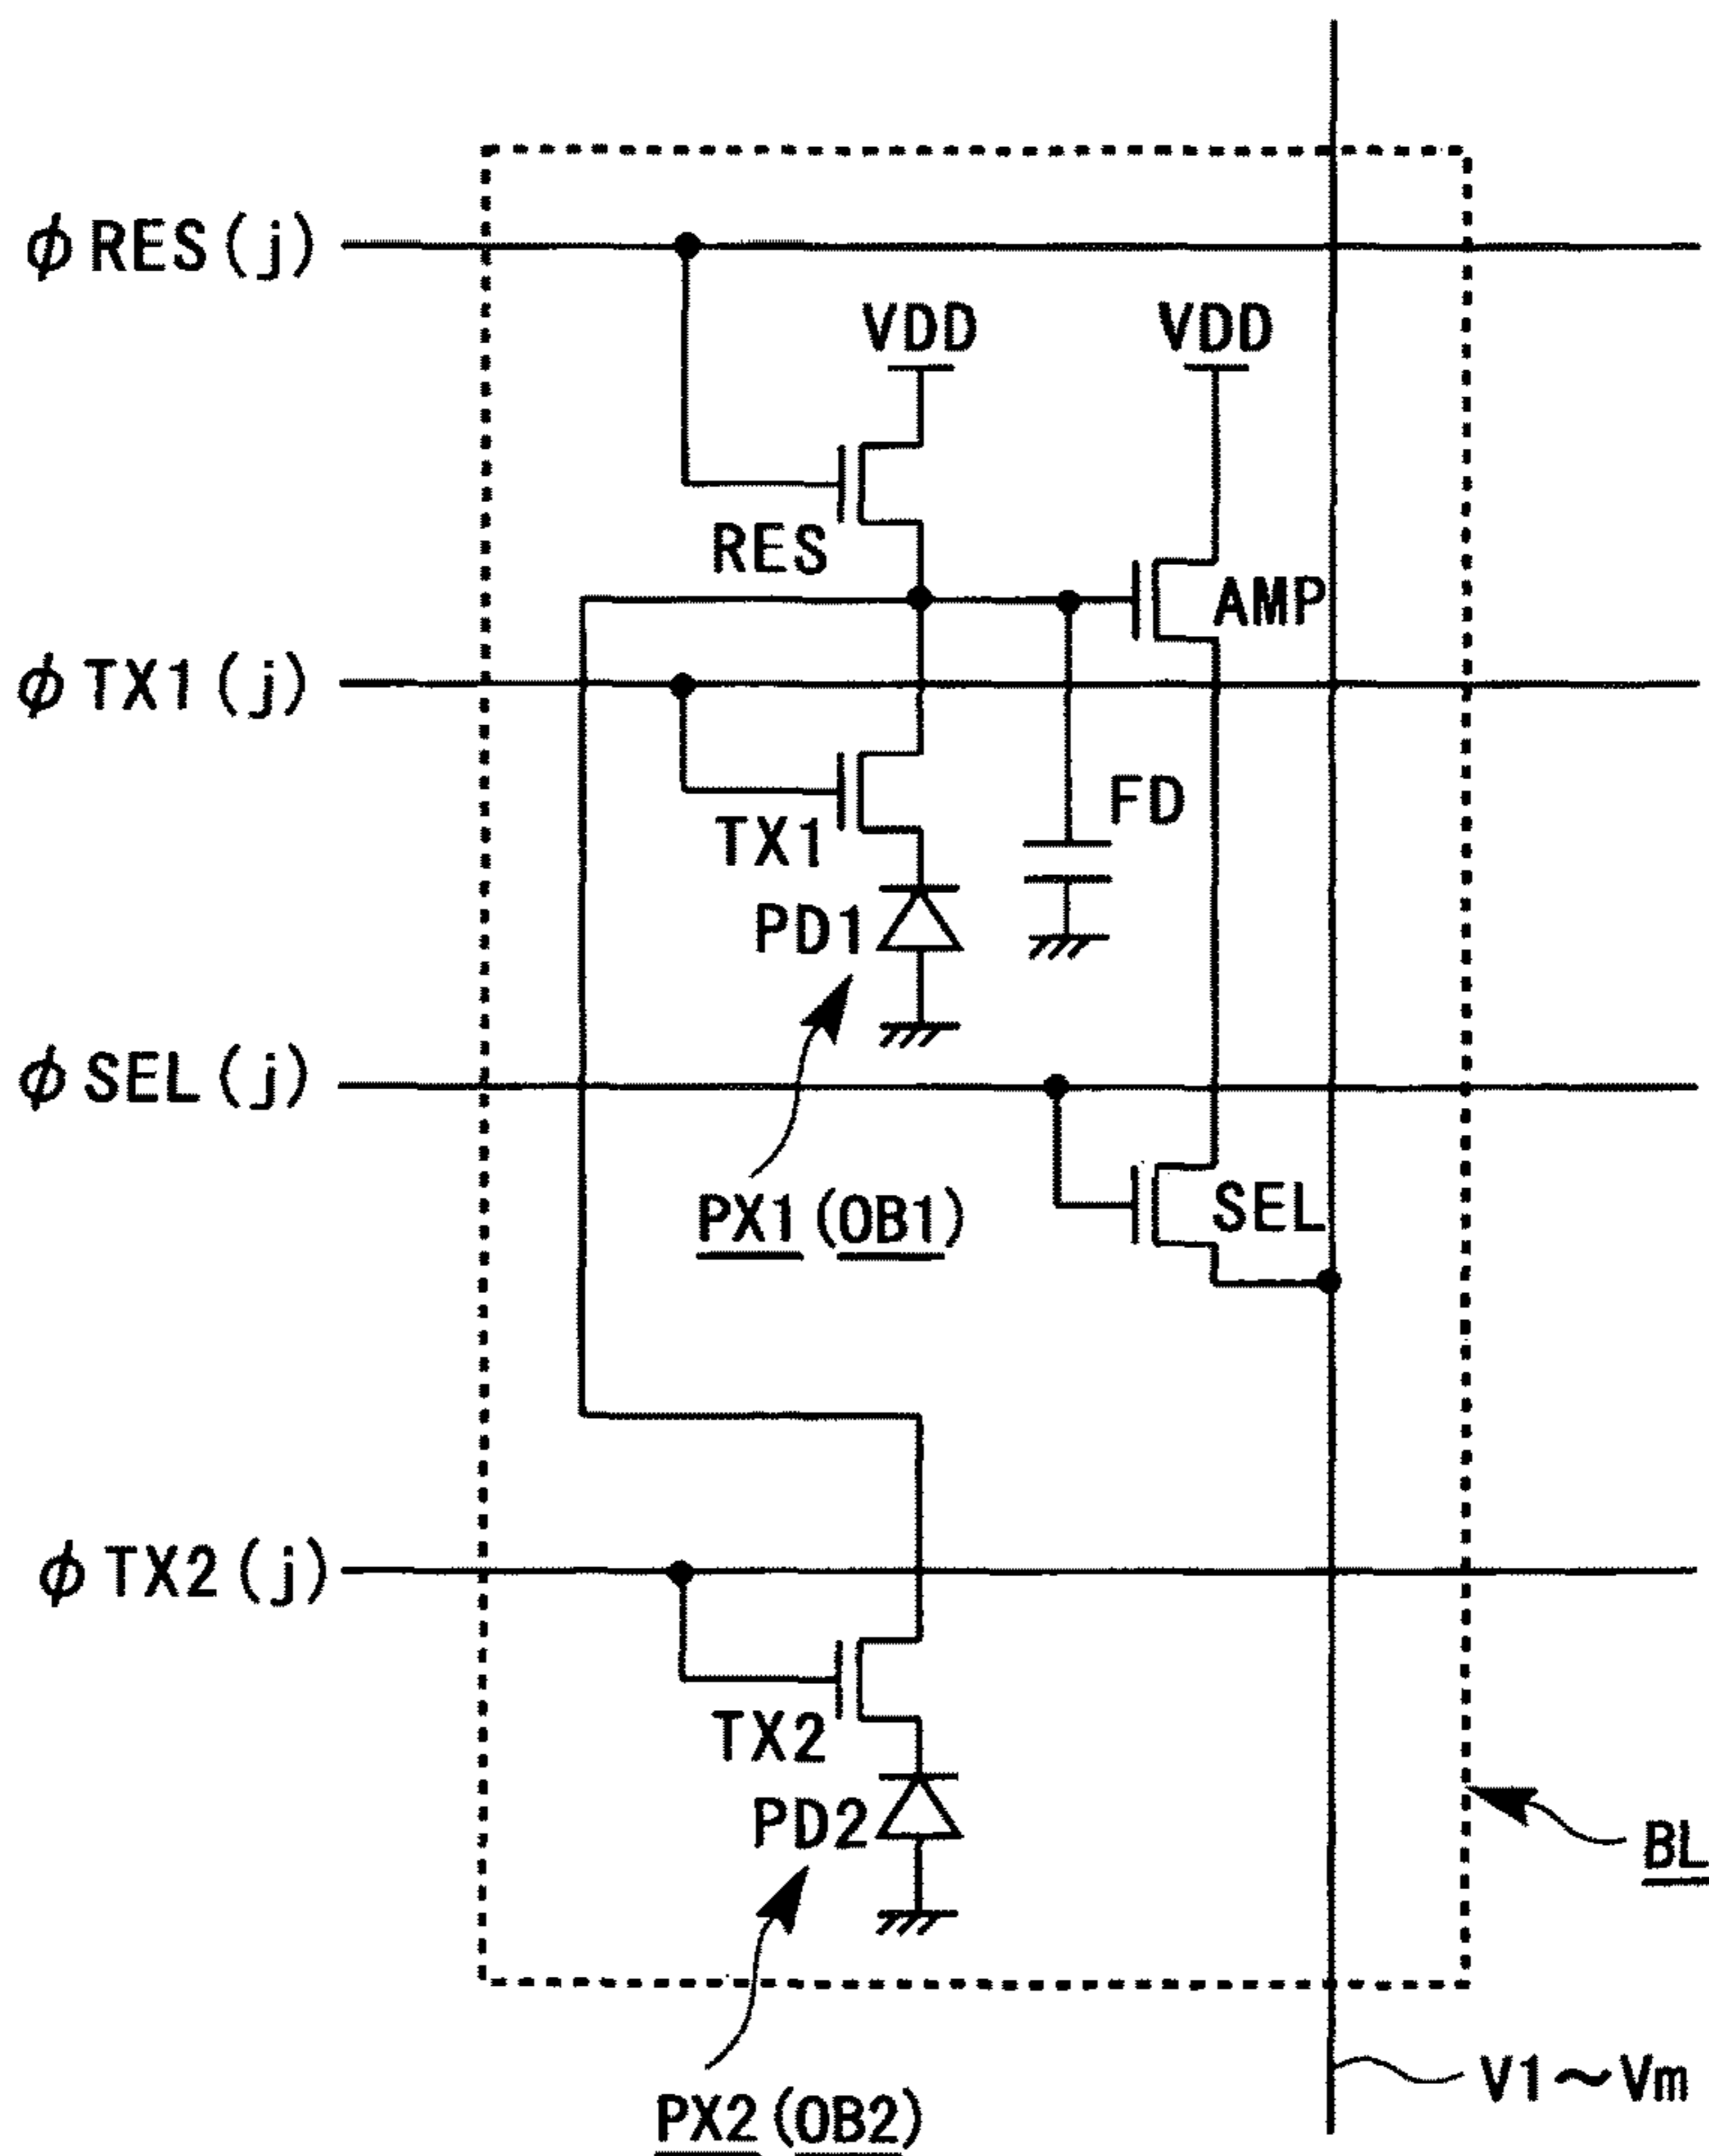 φRES(j)
VDD
VDD
RES
AMP
φTX1(j)
FD
TX1
PD1
φSEL(j)
PX1(OB1)
SEL
φTX2(j)
TX2
PD2
BL
V1～Vm
PX2(OB2)